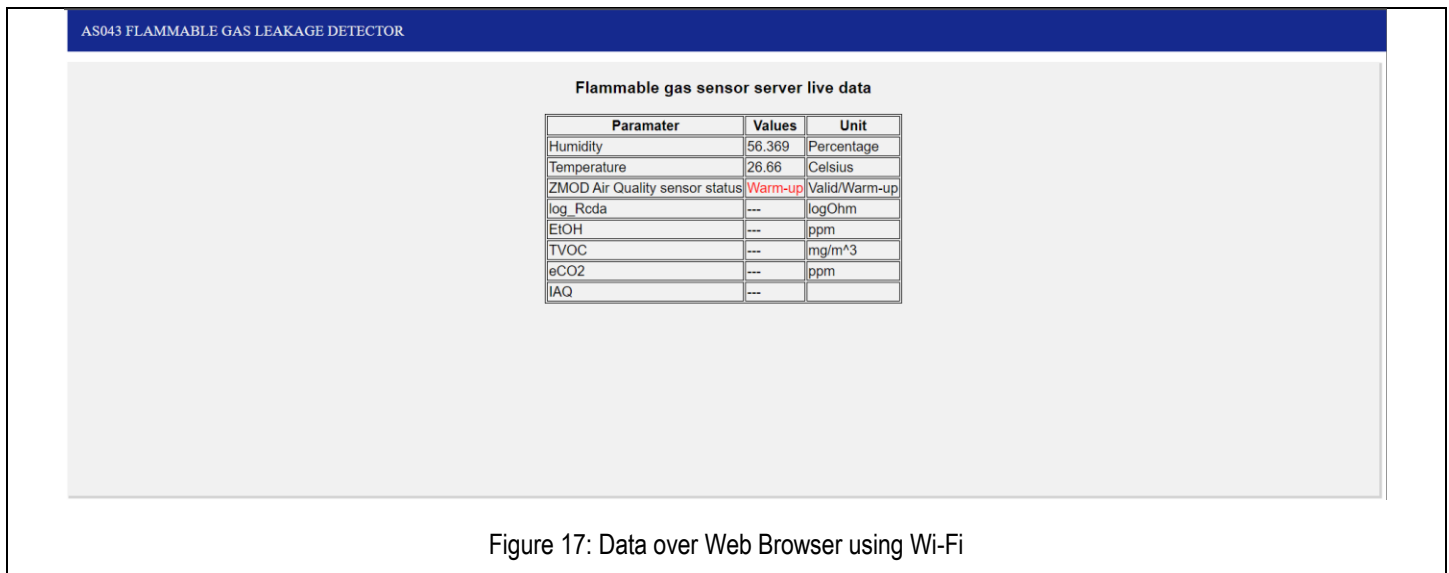 AS043 FLAMMABLE GAS LEAKAGE DETECTOR
Flammable gas sensor server live data
Paramater Values Unit
Humidity 56.369 Percentage
Temperature 26.66 Celsius
ZMOD Air Quality sensor status Warm-up Valid/Warm-up
log_Rcda --- logOhm
EtOH --- ppm
TVOC --- mg/m^3
eCO2 --- ppm
IAQ ---
Figure 17: Data over Web Browser using Wi-Fi